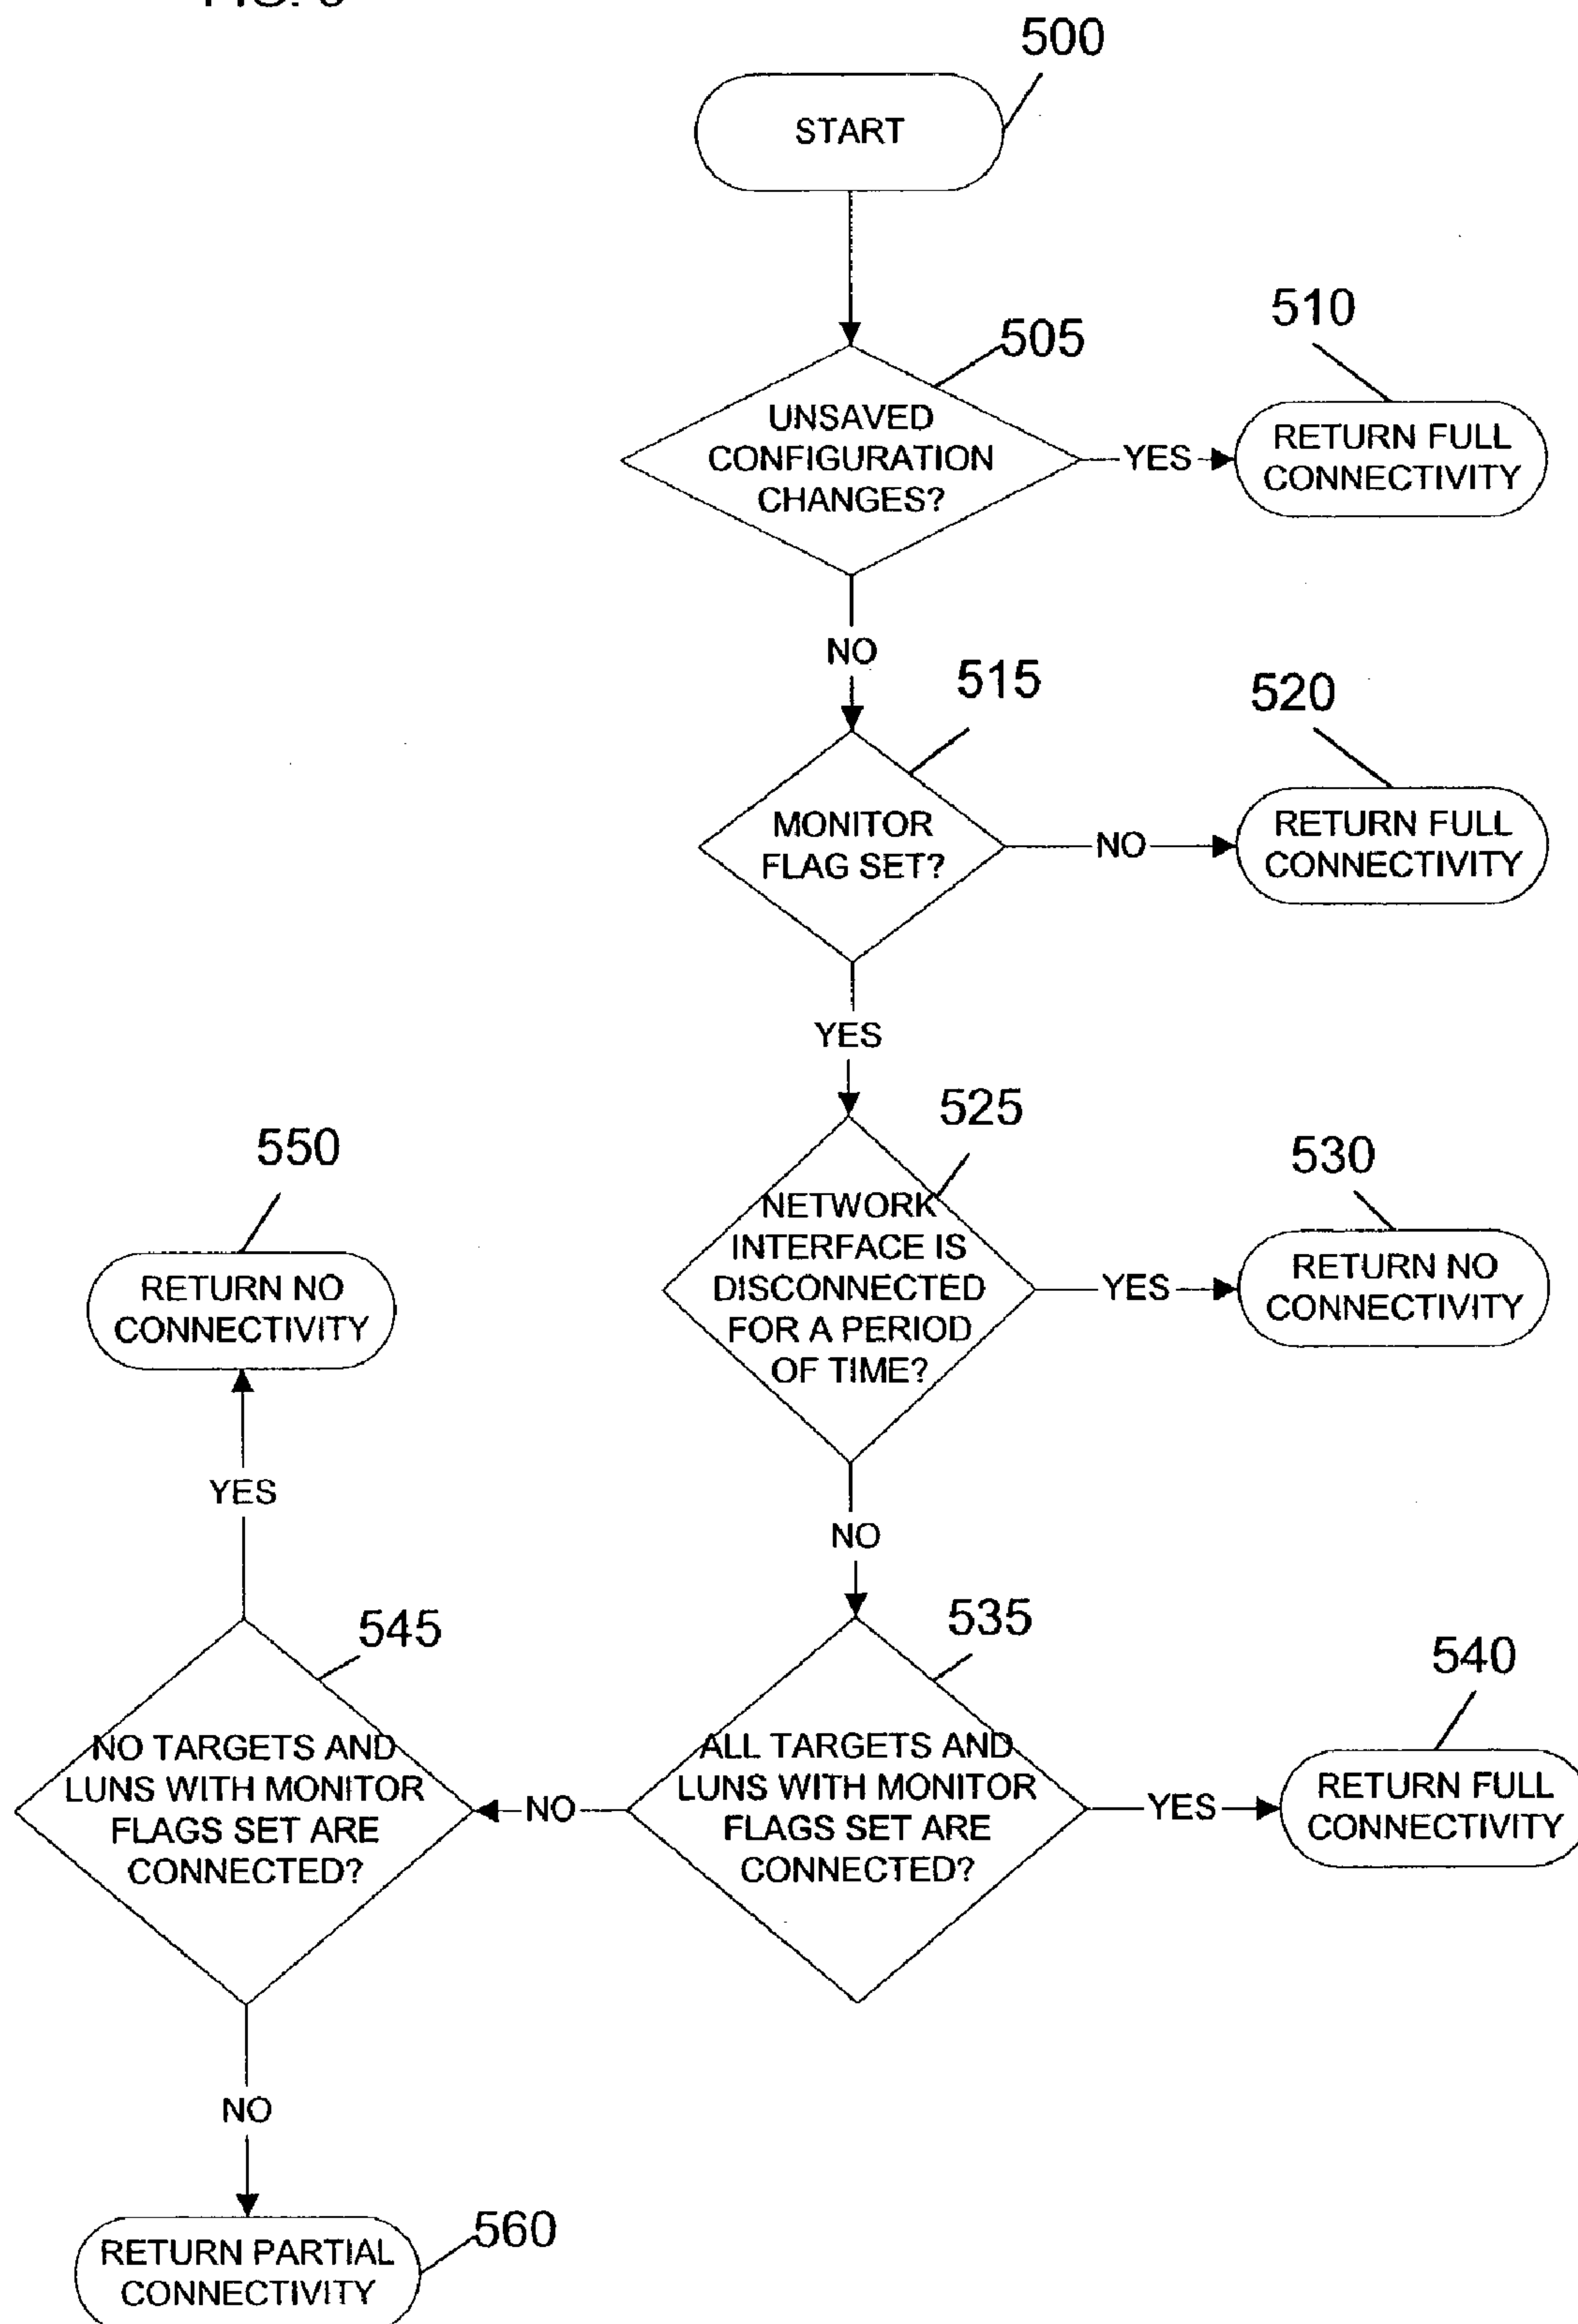 500
START
505
UNSAVED
CONFIGURATION
CHANGES?
YES
510
RETURN FULL
CONNECTIVITY
NO
515
MONITOR
FLAG SET?
NO
520
RETURN FULL
CONNECTIVITY
YES
525
NETWORK
INTERFACE IS
DISCONNECTED
FOR A PERIOD
OF TIME?
YES
530
RETURN NO
CONNECTIVITY
NO
535
ALL TARGETS AND
LUNS WITH MONITOR
FLAGS SET ARE
CONNECTED?
YES
540
RETURN FULL
CONNECTIVITY
NO
545
NO TARGETS AND
LUNS WITH MONITOR
FLAGS SET ARE
CONNECTED?
YES
550
RETURN NO
CONNECTIVITY
NO
560
RETURN PARTIAL
CONNECTIVITY